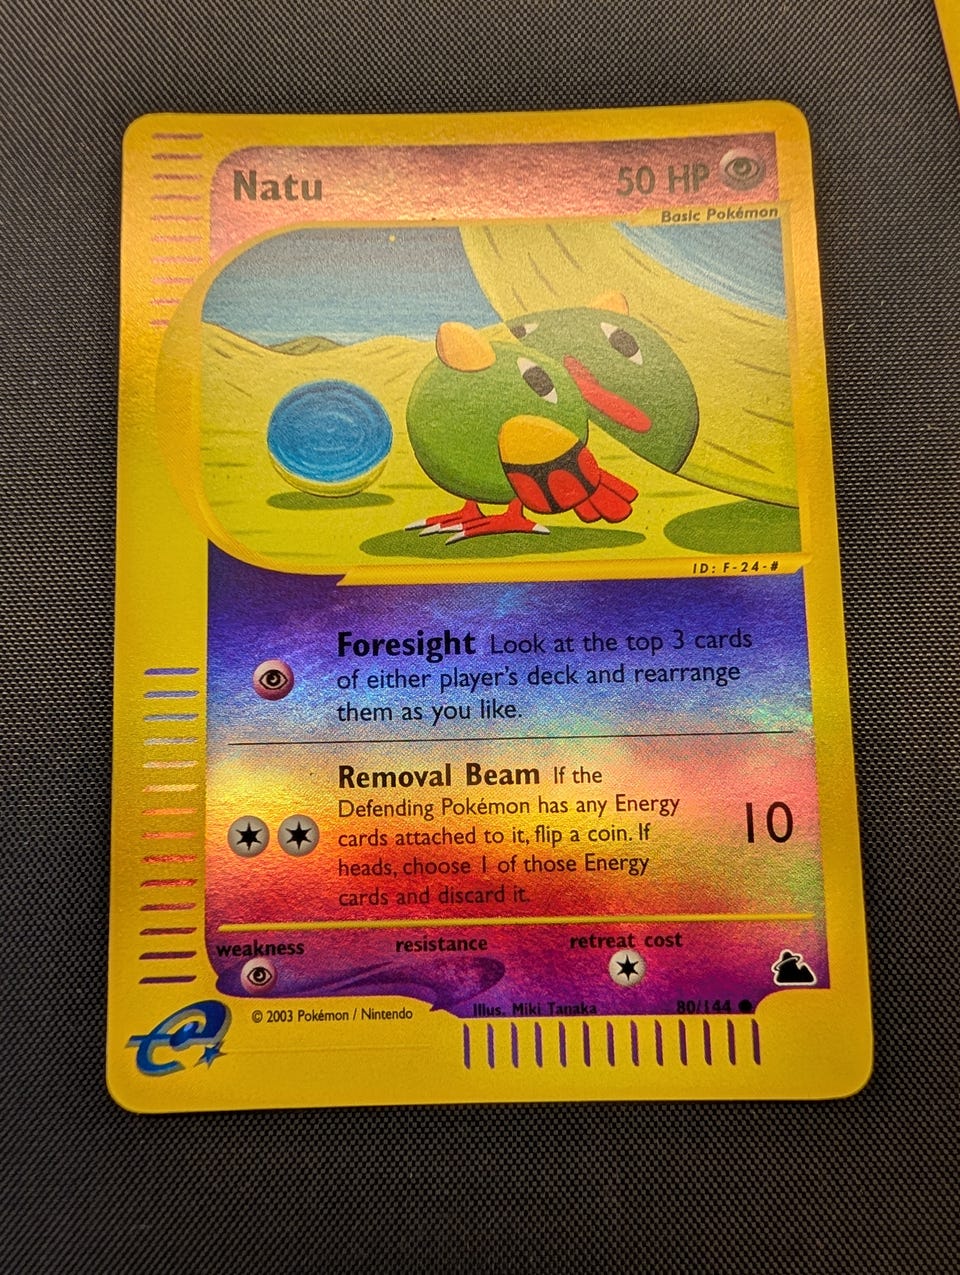 Natu
50 HP
Basic Pokémon
ID: F-24-#
Foresight Look at the top 3 cards
of either player's deck and rearrange
them as you like.
Removal Beam If the
Defending Pokémon has any Energy
cards attached to it, flip a coin. If
heads, choose 1 of those Energy
cards and discard it.
10
weakness resistance retreat cost
© 2003 Pokémon / Nintendo
Illus. Miki Tanaka 80/144 ●
e